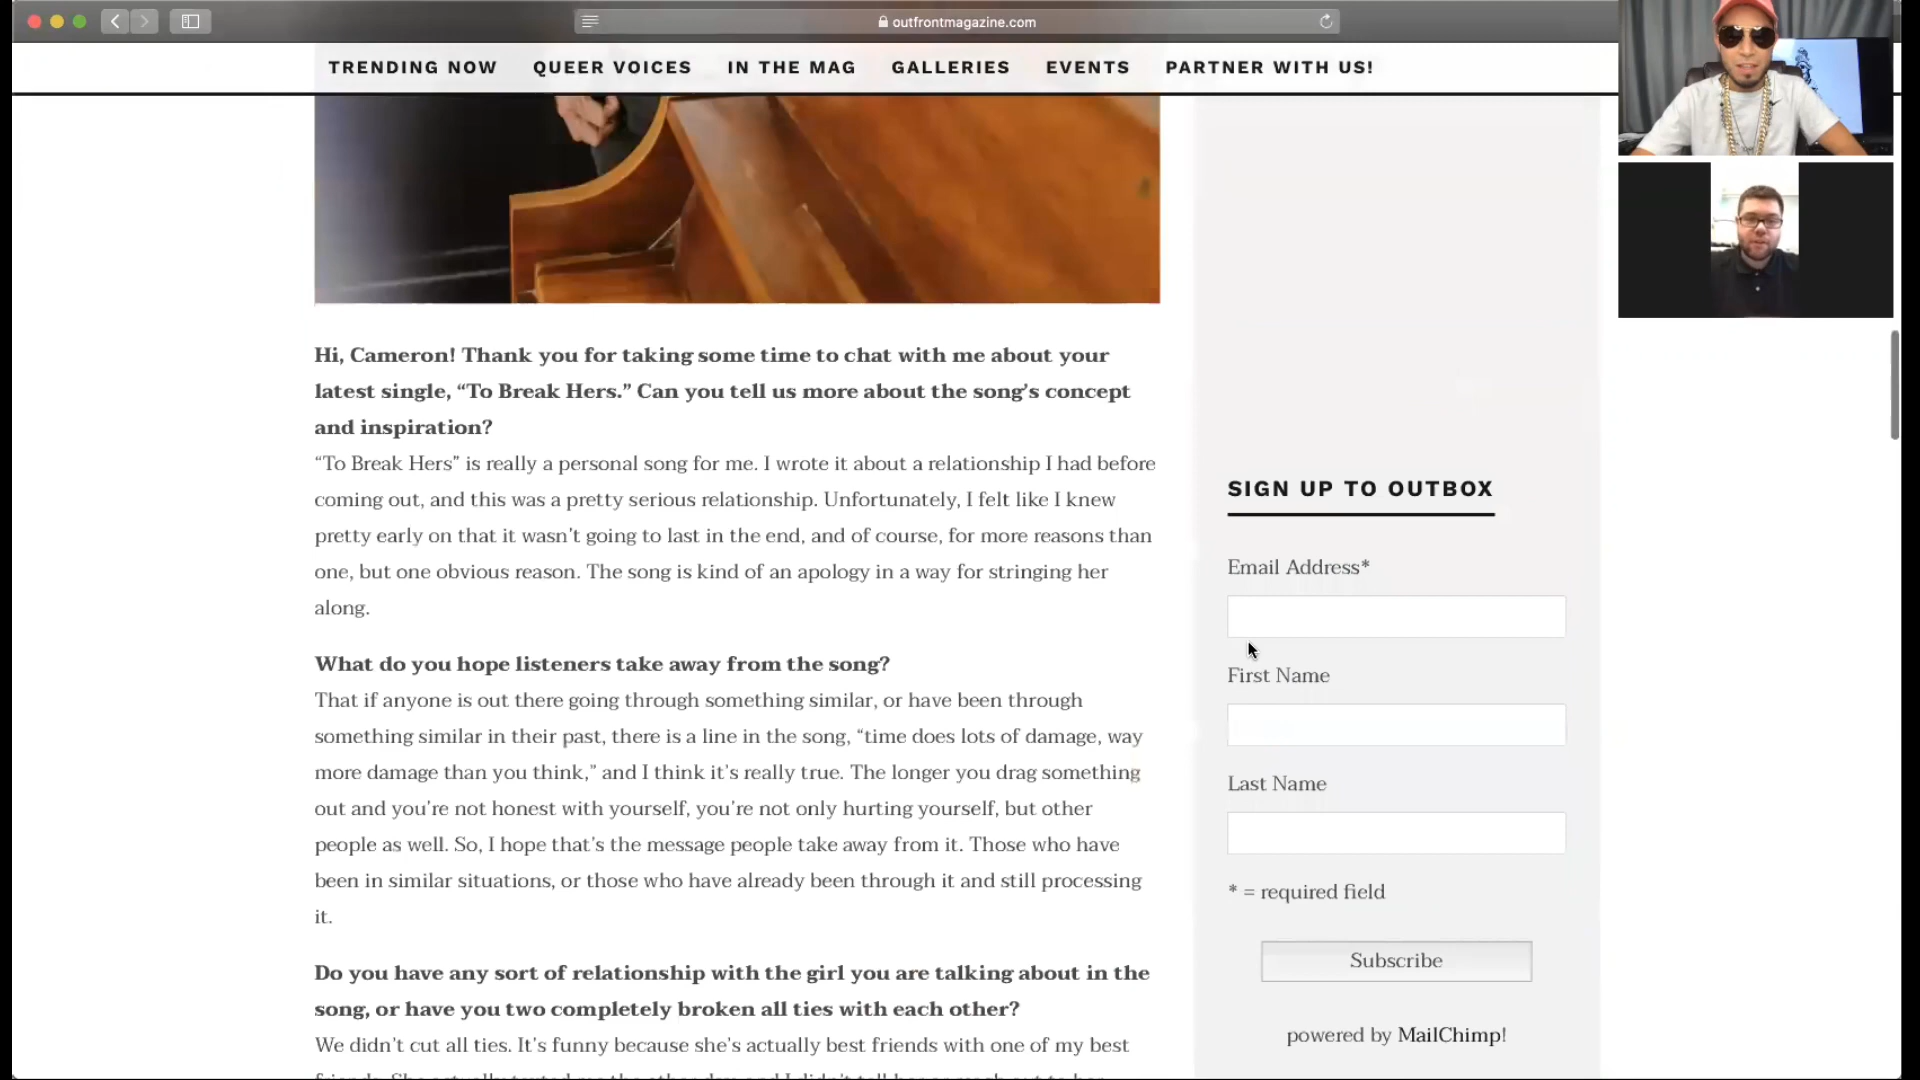 outfrontmagazine.com
TRENDING NOW QUEER VOICES IN THE MAG GALLERIES EVENTS PARTNER WITH US!
Hi, Cameron! Thank you for taking some time to chat with me about your
latest single, “To Break Hers.” Can you tell us more about the song’s concept
and inspiration?
“To Break Hers” is really a personal song for me. I wrote it about a relationship I had before
coming out, and this was a pretty serious relationship. Unfortunately, I felt like I knew
pretty early on that it wasn’t going to last in the end, and of course, for more reasons than
one, but one obvious reason. The song is kind of an apology in a way for stringing her
along.
What do you hope listeners take away from the song?
That if anyone is out there going through something similar, or have been through
something similar in their past, there is a line in the song, “time does lots of damage, way
more damage than you think,” and I think it’s really true. The longer you drag something
out and you’re not honest with yourself, you’re not only hurting yourself, but other
people as well. So, I hope that’s the message people take away from it. Those who have
been in similar situations, or those who have already been through it and still processing
it.
Do you have any sort of relationship with the girl you are talking about in the
song, or have you two completely broken all ties with each other?
We didn’t cut all ties. It’s funny because she’s actually best friends with one of my best
SIGN UP TO OUTBOX
Email Address*
First Name
Last Name
* = required field
Subscribe
powered by MailChimp!